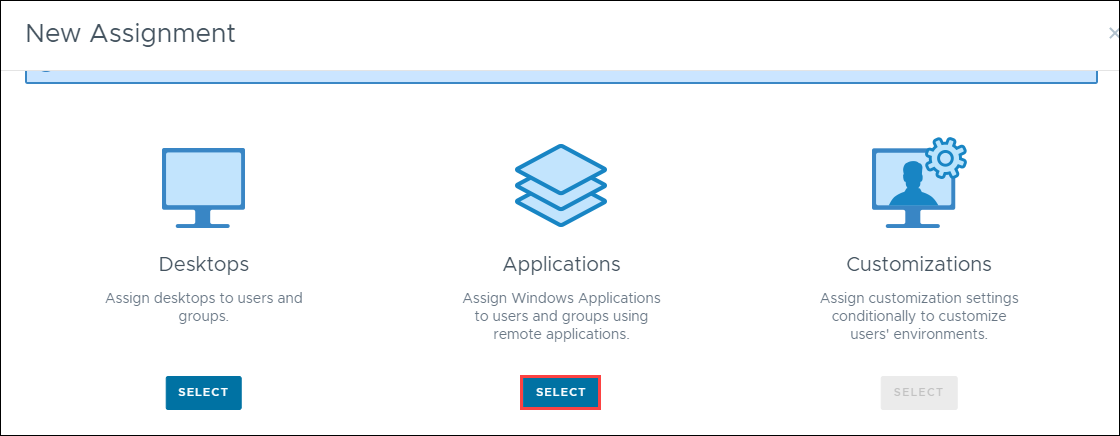 New Assignment
Desktops
Assign desktops to users and
groups.
SELECT
Applications
Assign Windows Applications
to users and groups using
remote applications.
SELECT
Customizations
Assign customization settings
conditionally to customize
users' environments.
SELECT